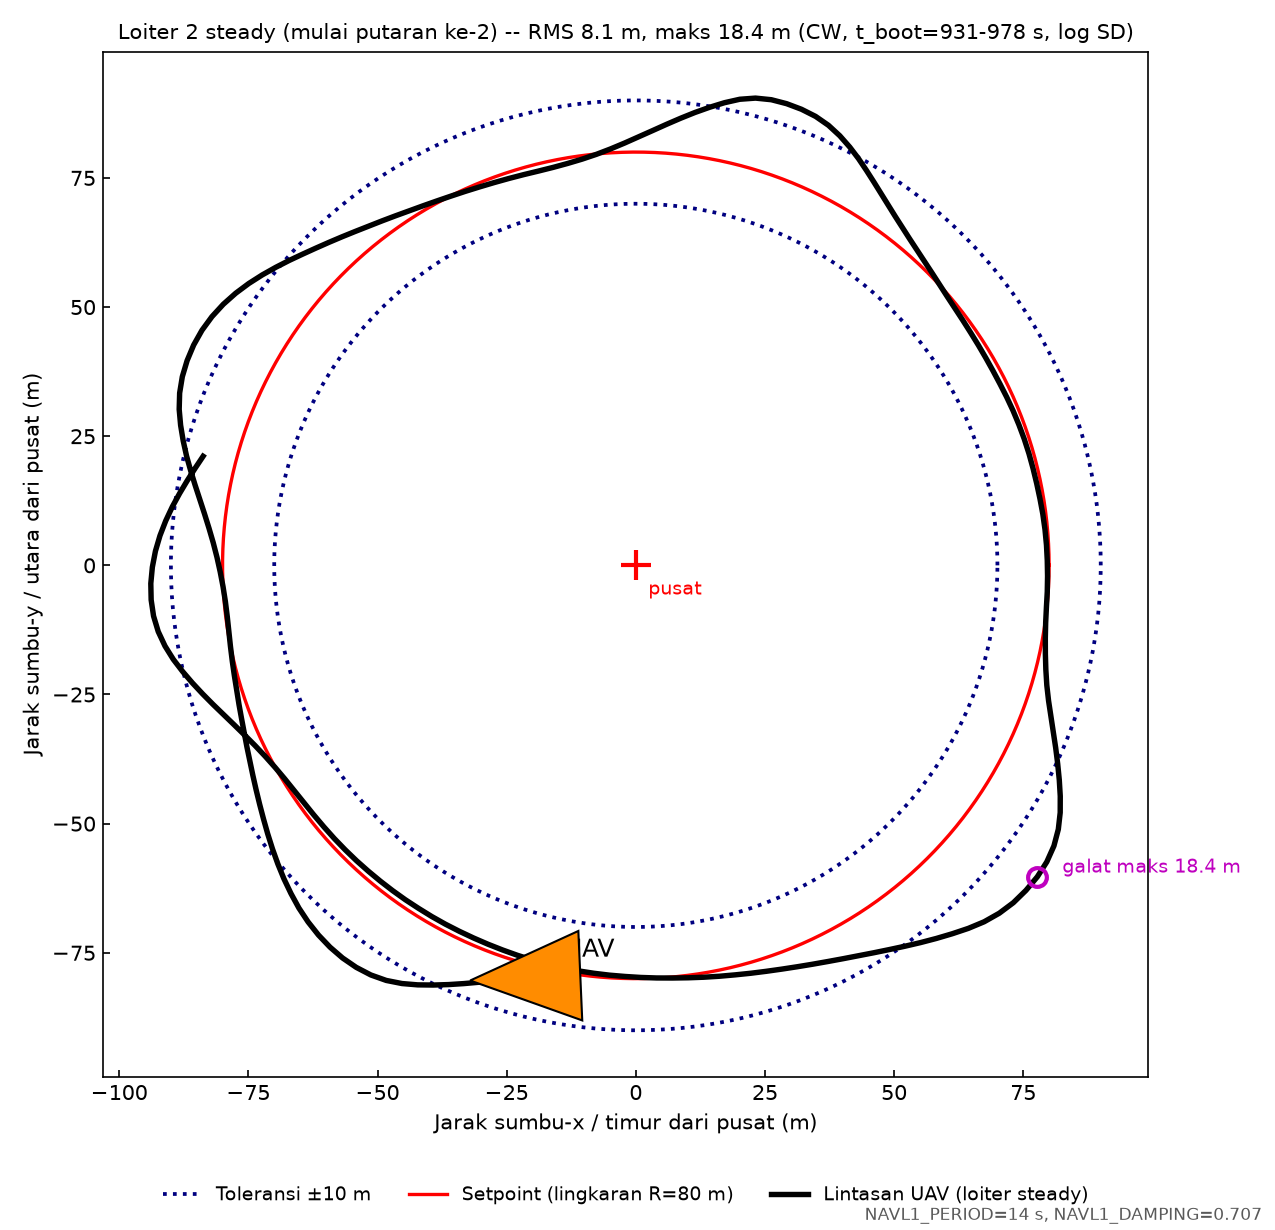 Loiter 2 steady (mulai putaran ke-2) -- RMS 8.1 m, maks 18.4 m (CW, t_boot=931-978 s, log SD)
Jarak sumbu-y / utara dari pusat (m)
75
50
25
0
−25
−50
−75
pusat
galat maks 18.4 m
AV
−100
−75
−50
−25
0
25
50
75
Jarak sumbu-x / timur dari pusat (m)
Toleransi ±10 m
Setpoint (lingkaran R=80 m)
Lintasan UAV (loiter steady)
NAVL1_PERIOD=14 s, NAVL1_DAMPING=0.707